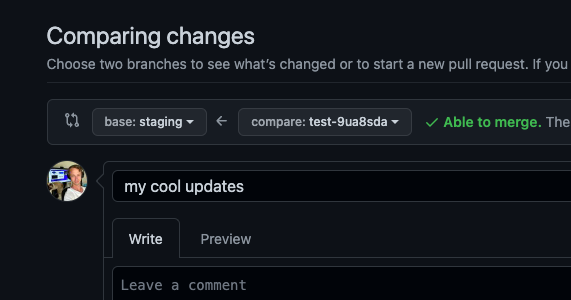 Comparing changes
Choose two branches to see what's changed or to start a new pull request. If you
base: staging compare: test-9ua8sda Able to merge. The
my cool updates
Write Preview
Leave a comment